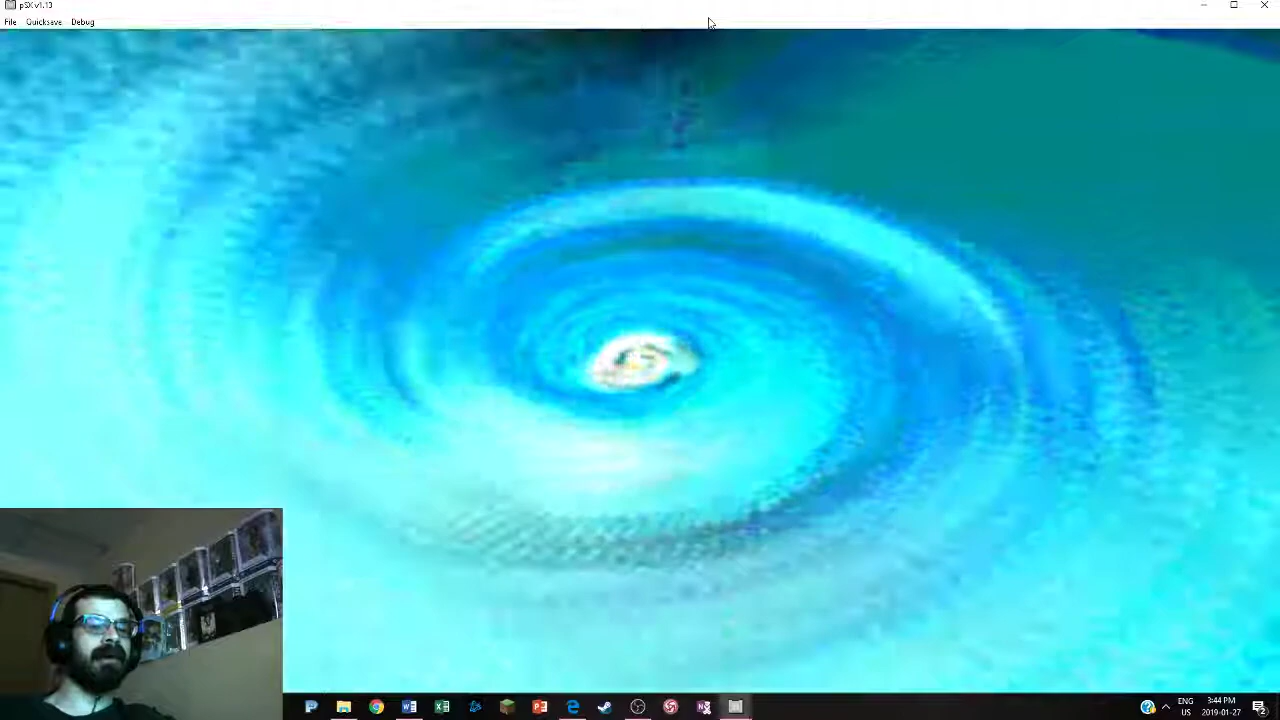 pSX v1.13
File Quicksave Debug
ENG 3:44 PM
US 2019-01-27